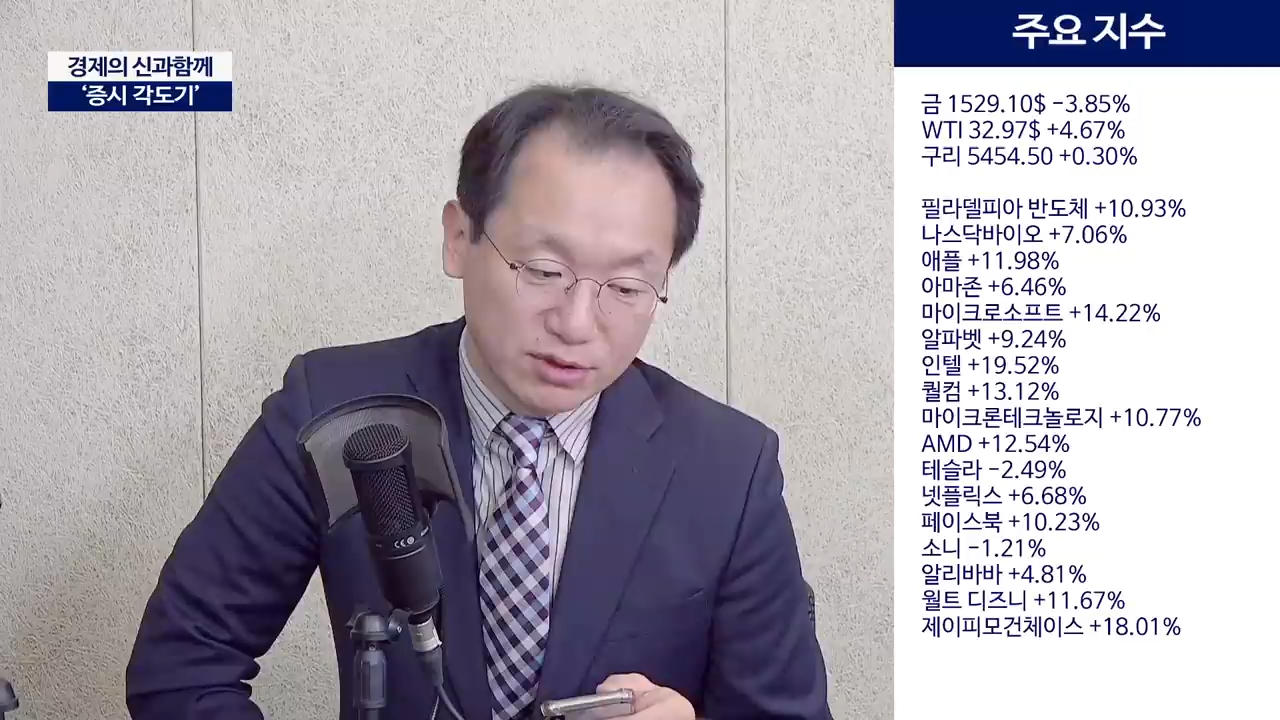 경제의 신과함께
‘증시 각도기’
주요 지수
금 1529.10$ -3.85%
WTI 32.97$ +4.67%
구리 5454.50 +0.30%
필라델피아 반도체 +10.93%
나스닥바이오 +7.06%
애플 +11.98%
아마존 +6.46%
마이크로소프트 +14.22%
알파벳 +9.24%
인텔 +19.52%
퀄컴 +13.12%
마이크론테크놀로지 +10.77%
AMD +12.54%
테슬라 -2.49%
넷플릭스 +6.68%
페이스북 +10.23%
소니 -1.21%
알리바바 +4.81%
월트 디즈니 +11.67%
제이피모건체이스 +18.01%